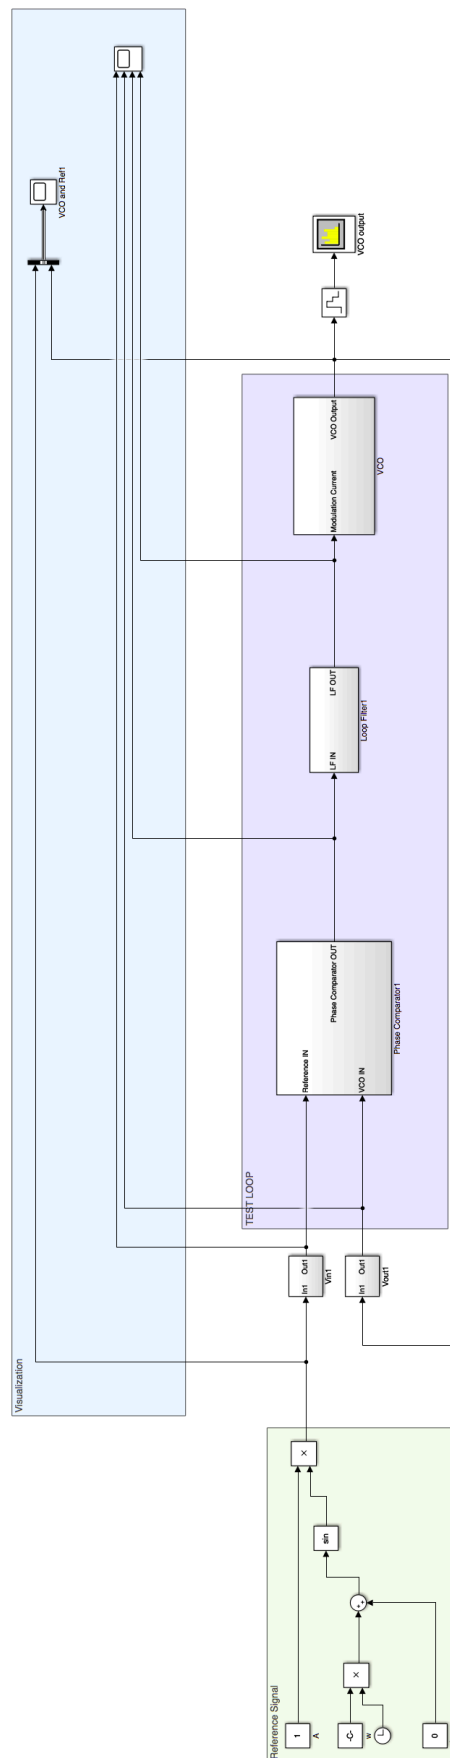 Visualization
VCO and Ref1
VCO output
TEST LOOP
Reference IN
VCO IN
Phase Comparator OUT
Phase Comparator1
LF IN
LF OUT
Loop Filter1
Modulation Current
VCO Output
VCO
In1
Out1
Vin1
In1
Out1
Vout1
Reference Signal
1
A
-C-
w
×
0
+
+
sin
×